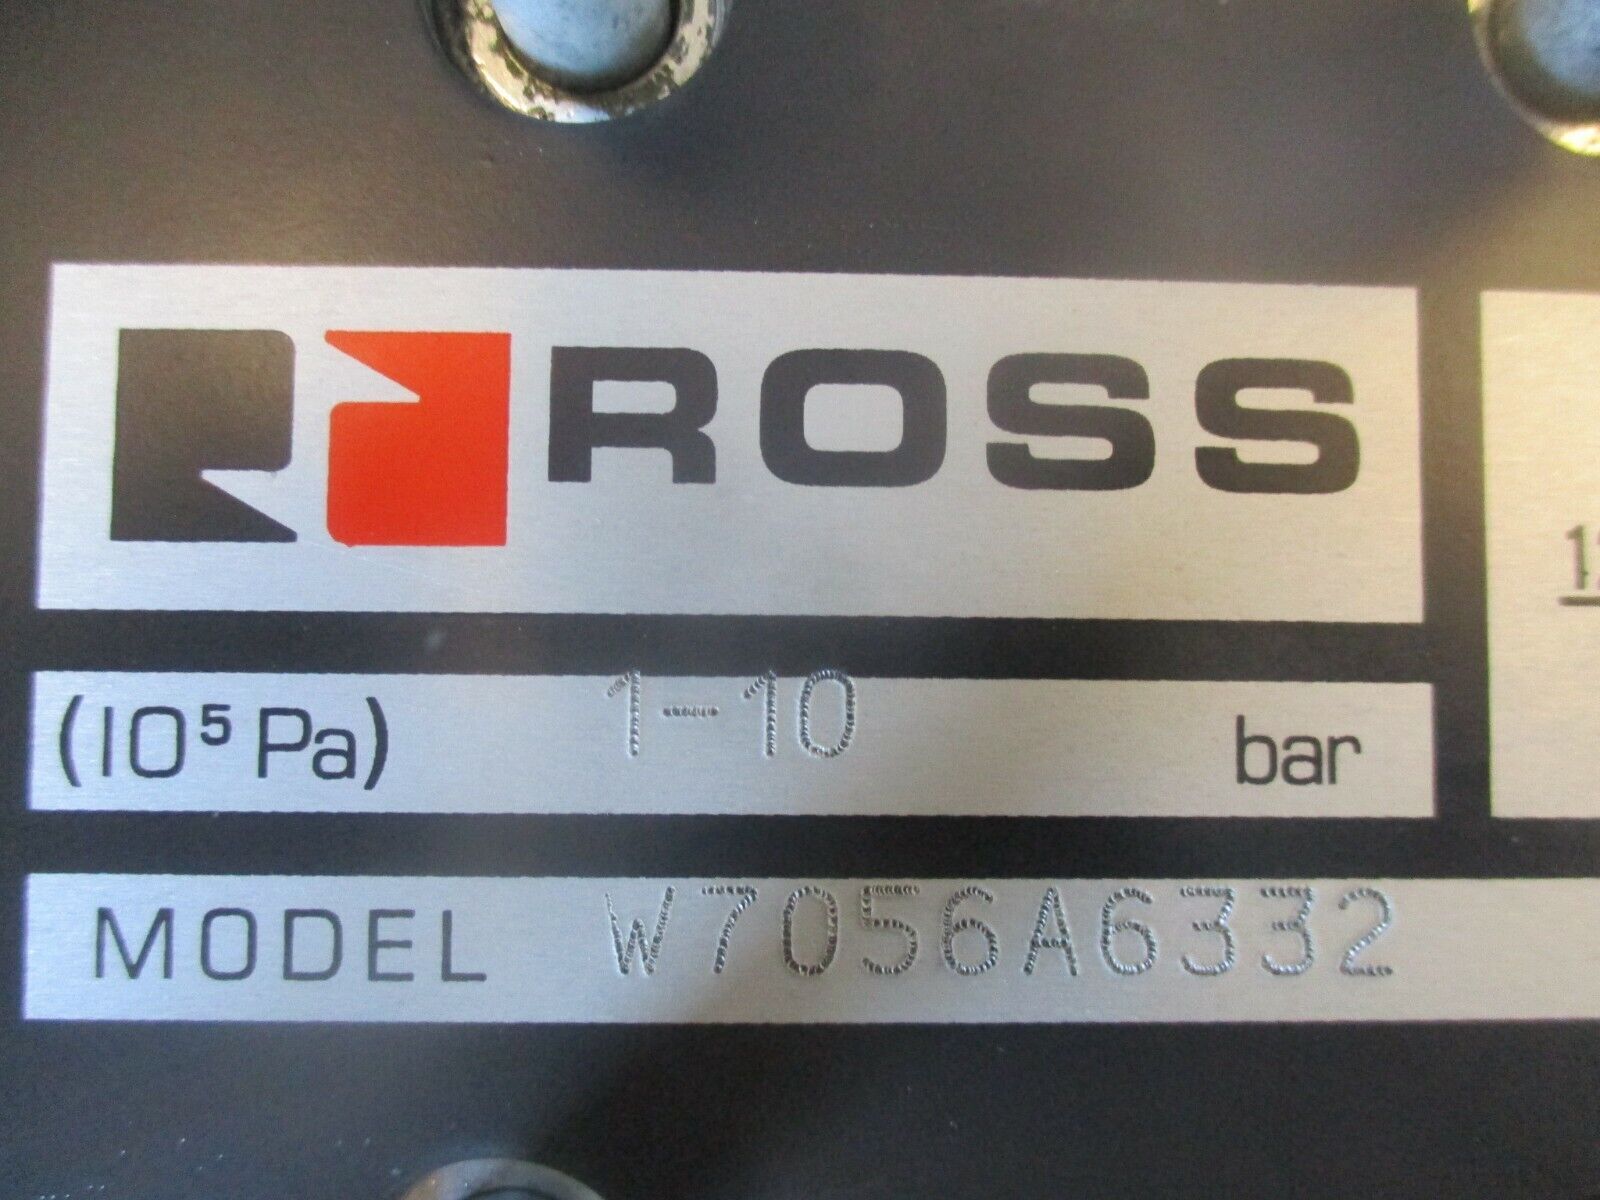 ROSS
(10⁵ Pa) 1-10 bar
MODEL W7056A6332